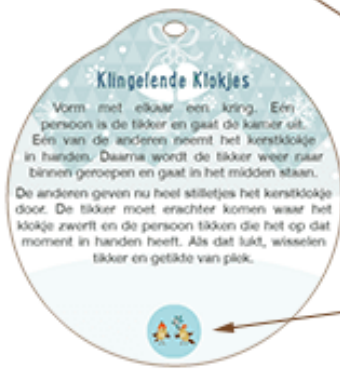 Klingelende Klokjes
Vorm met elkaar een kring. Eén
persoon is de tikker en gaat de kamer uit.
Eén van de anderen neemt het kerstklokje
in handen. Daarna wordt de tikker weer naar
binnen geroepen en gaat in het midden staan.
De anderen geven nu heel stilletjes het kerstklokje
door. De tikker moet erachter komen waar het
klokje zwerft en de persoon tikken die het op dat
moment in handen heeft. Als dat lukt, wisselen
tikker en getikte van plek.